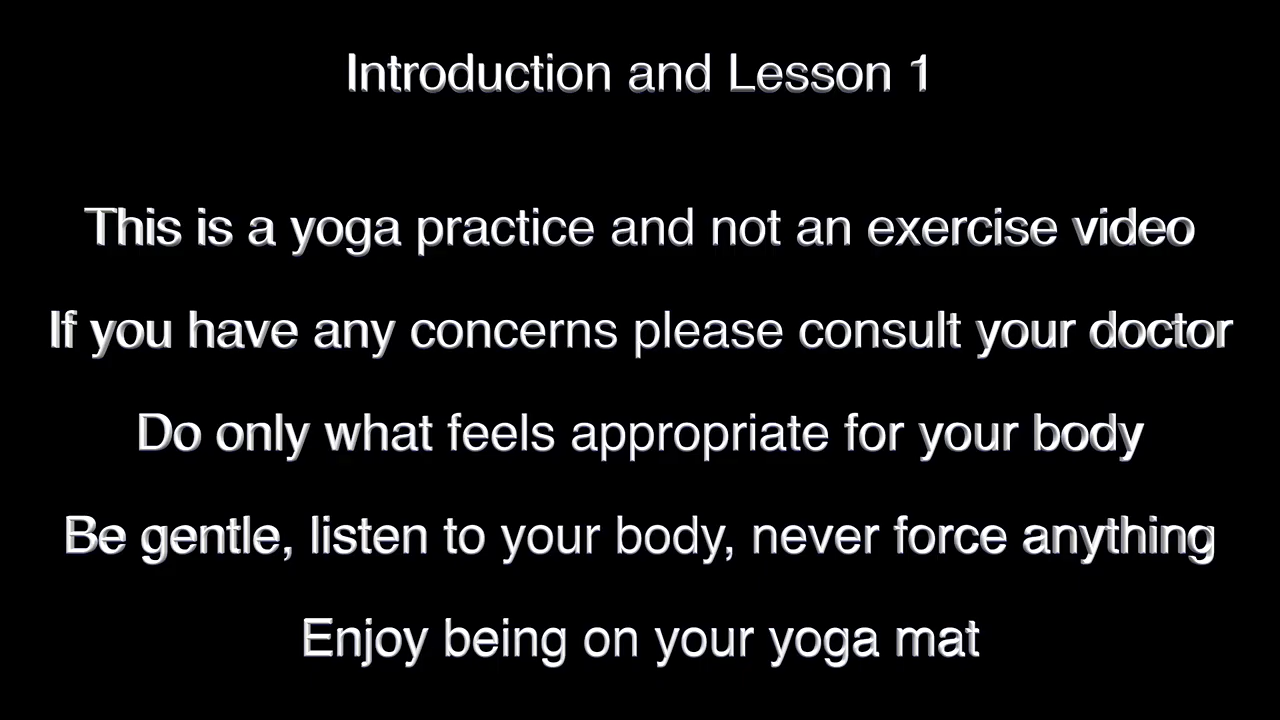 Introduction and Lesson 1
This is a yoga practice and not an exercise video
If you have any concerns please consult your doctor
Do only what feels appropriate for your body
Be gentle, listen to your body, never force anything
Enjoy being on your yoga mat